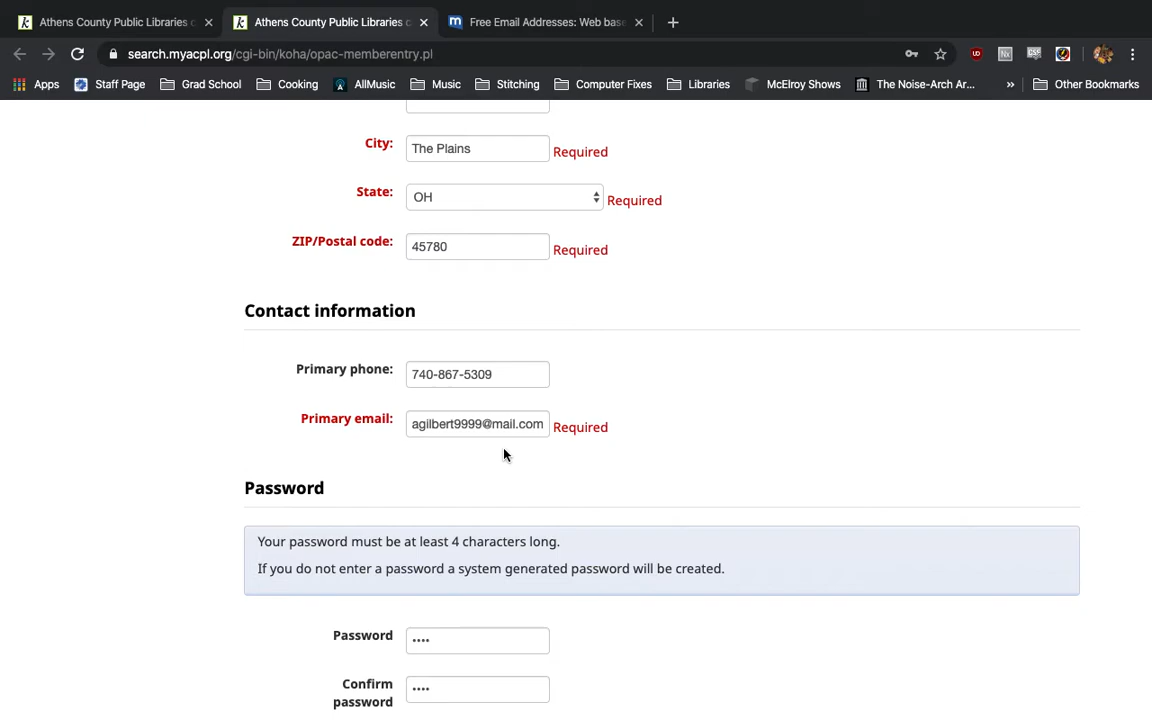 Athens County Public Libraries c
Athens County Public Libraries c
Free Email Addresses: Web base
search.myacpl.org/cgi-bin/koha/opac-memberentry.pl
Apps
Staff Page
Grad School
Cooking
AllMusic
Music
Stitching
Computer Fixes
Libraries
McElroy Shows
The Noise-Arch Ar...
»
Other Bookmarks
City:
The Plains
Required
State:
OH
Required
ZIP/Postal code:
45780
Required
Contact information
Primary phone:
740-867-5309
Primary email:
agilbert9999@mail.com
Required
Password
Your password must be at least 4 characters long.
If you do not enter a password a system generated password will be created.
Password
••••
Confirm
password
••••